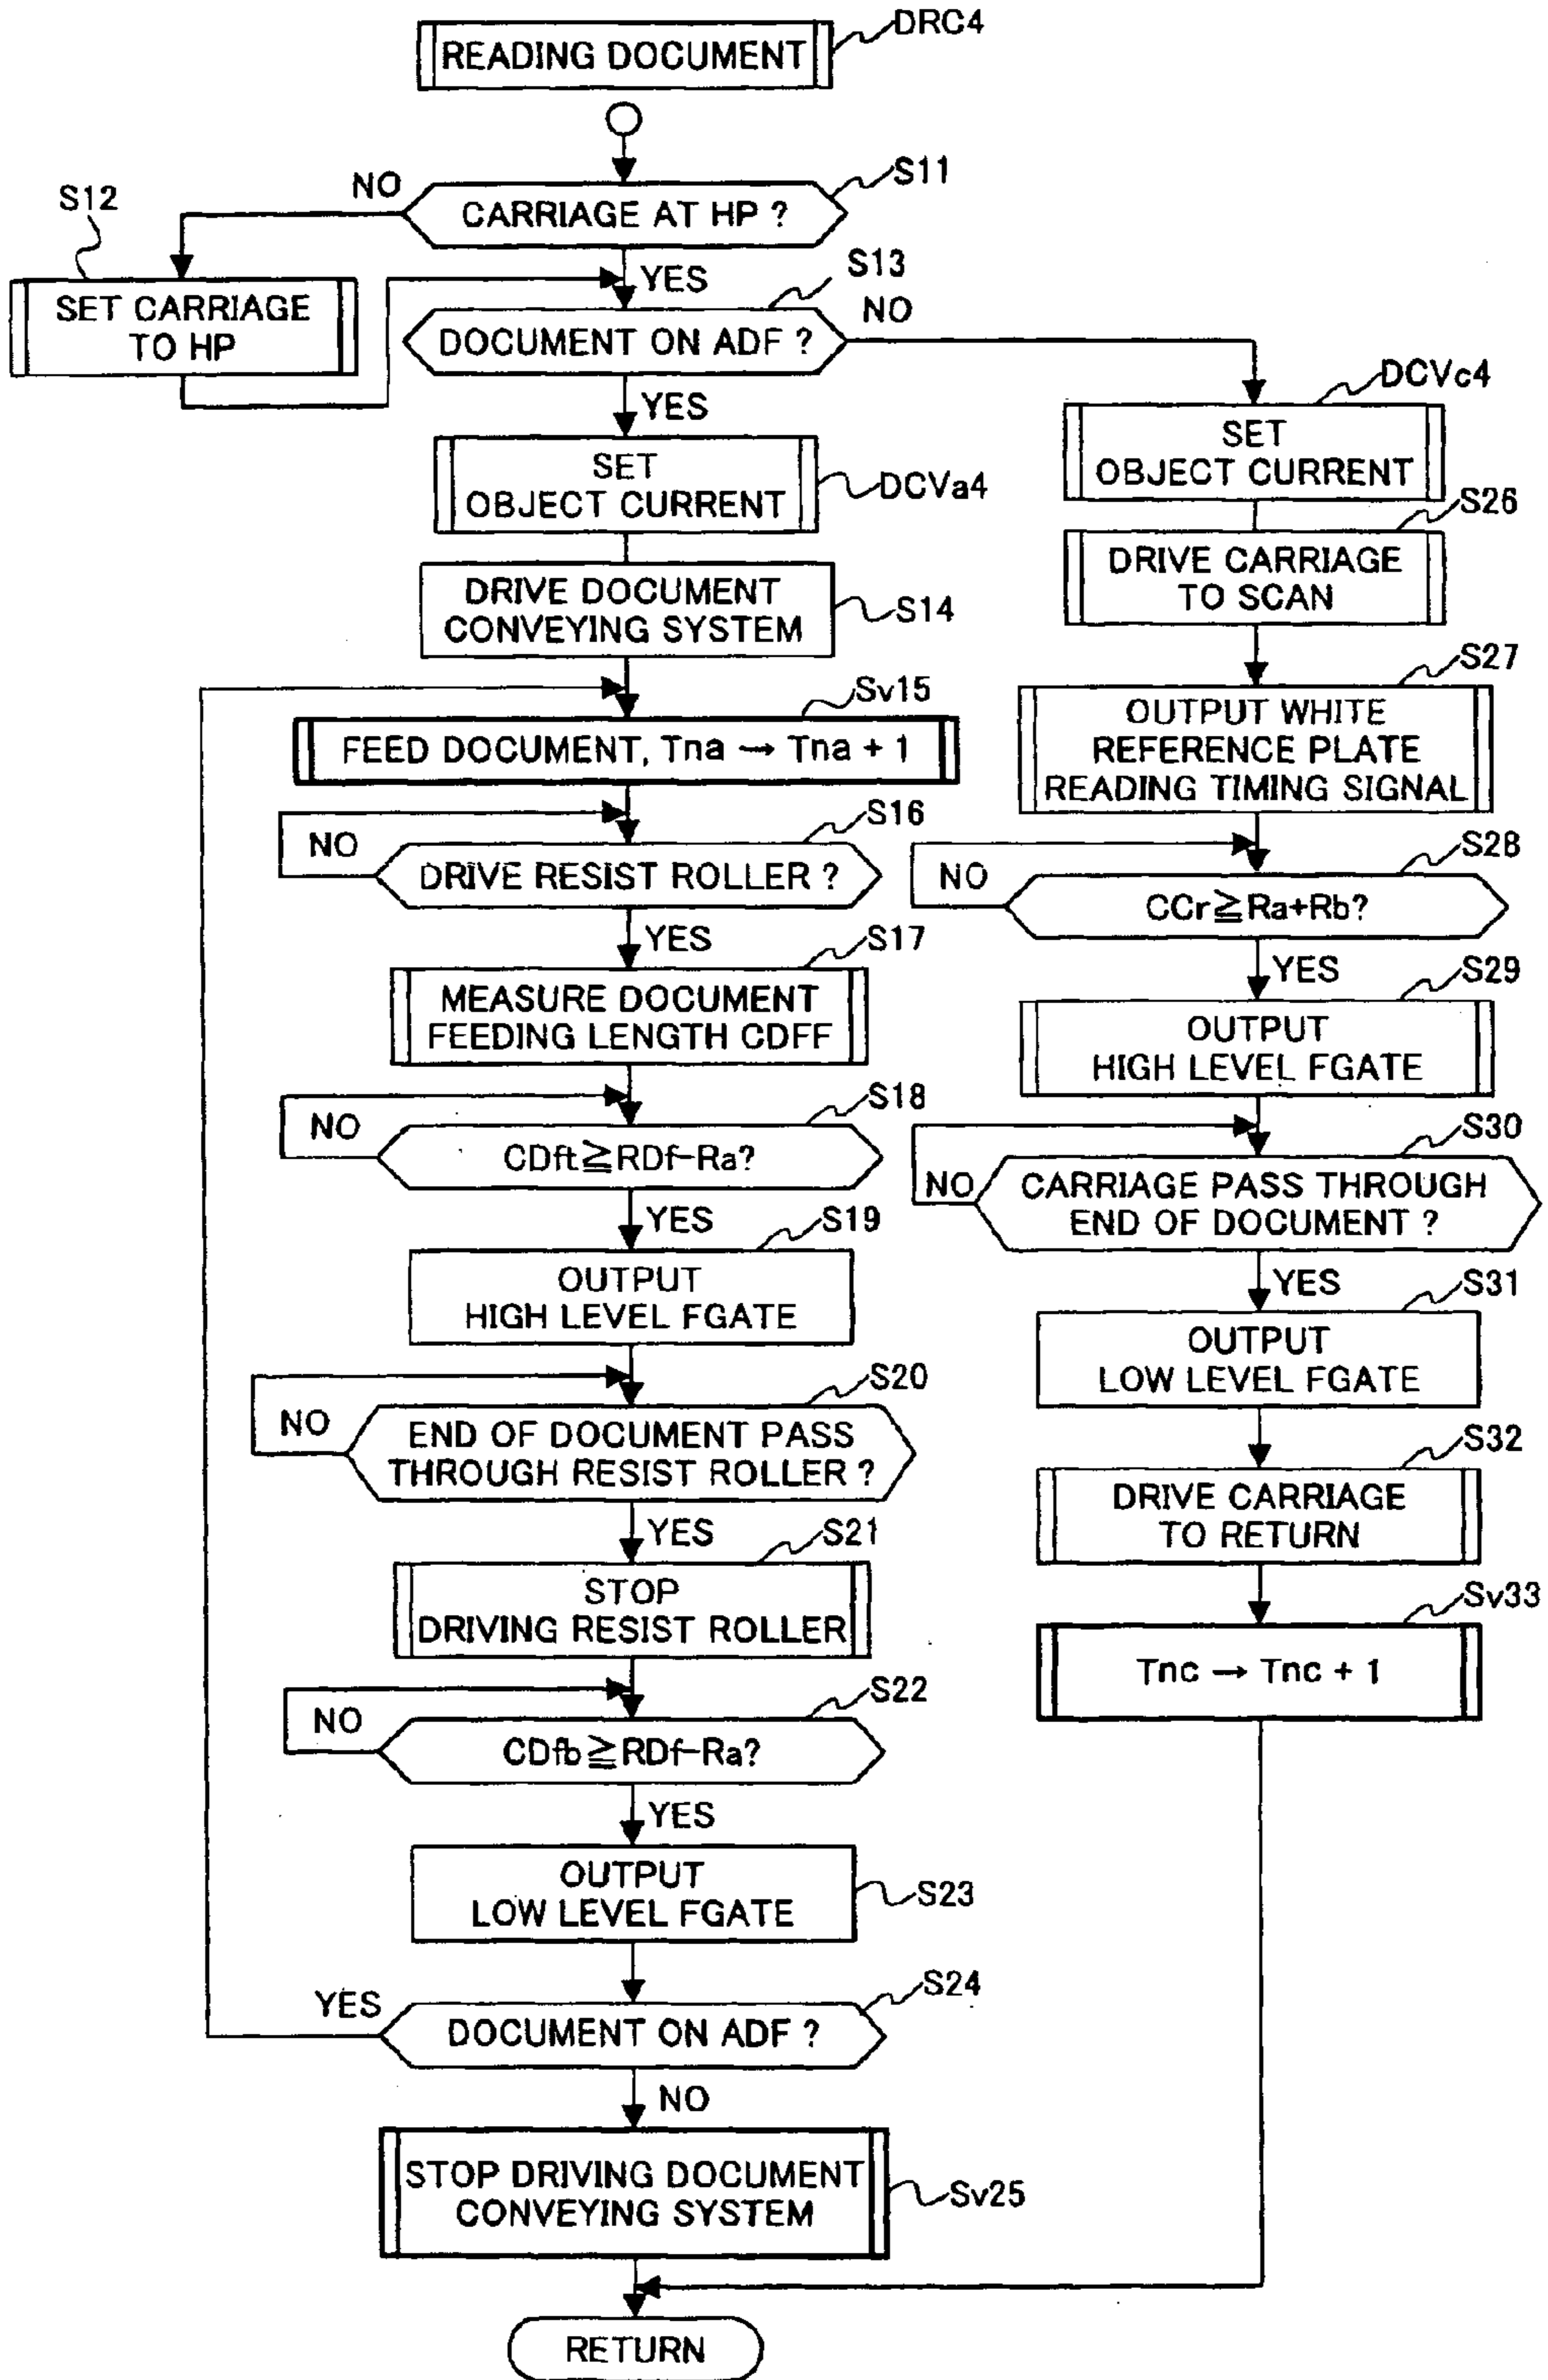 READING DOCUMENT
DRC4
CARRIAGE AT HP ?
S11
NO
YES
S12
SET CARRIAGE
TO HP
DOCUMENT ON ADF ?
S13
NO
YES
SET
OBJECT CURRENT
DCVa4
DRIVE DOCUMENT
CONVEYING SYSTEM
S14
FEED DOCUMENT, Tna → Tna + 1
Sv15
DRIVE RESIST ROLLER ?
S16
NO
YES
MEASURE DOCUMENT
FEEDING LENGTH CDFF
S17
CDft≧RDf-Ra?
S18
NO
YES
OUTPUT
HIGH LEVEL FGATE
S19
END OF DOCUMENT PASS
THROUGH RESIST ROLLER ?
S20
NO
YES
STOP
DRIVING RESIST ROLLER
S21
CDfb≧RDf-Ra?
S22
NO
YES
OUTPUT
LOW LEVEL FGATE
S23
DOCUMENT ON ADF ?
S24
YES
NO
STOP DRIVING DOCUMENT
CONVEYING SYSTEM
Sv25
SET
OBJECT CURRENT
DCVc4
DRIVE CARRIAGE
TO SCAN
S26
OUTPUT WHITE
REFERENCE PLATE
READING TIMING SIGNAL
S27
CCr≧Ra+Rb?
S28
NO
YES
OUTPUT
HIGH LEVEL FGATE
S29
CARRIAGE PASS THROUGH
END OF DOCUMENT ?
S30
NO
YES
OUTPUT
LOW LEVEL FGATE
S31
DRIVE CARRIAGE
TO RETURN
S32
Tnc → Tnc + 1
Sv33
RETURN